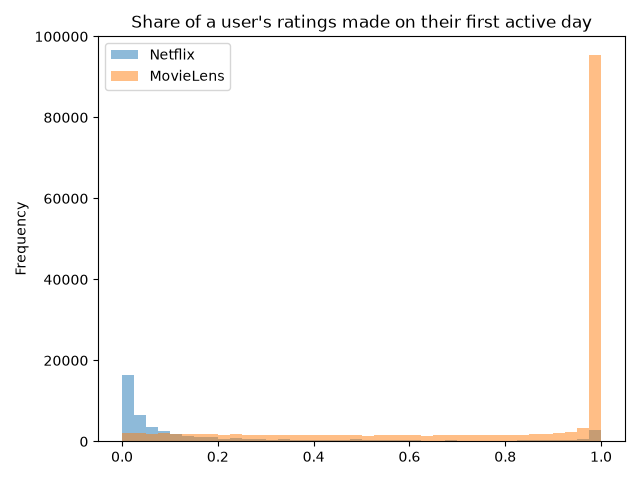 Share of a user's ratings made on their first active day
Netflix
MovieLens
Frequency
100000
80000
60000
40000
20000
0
0.0 0.2 0.4 0.6 0.8 1.0